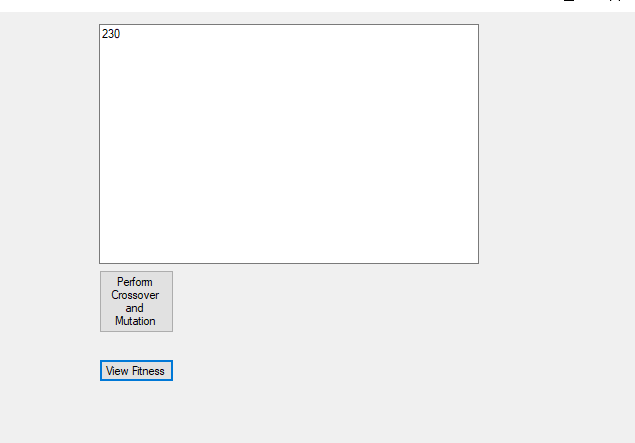 230
Perform
Crossover
and
Mutation
View Fitness